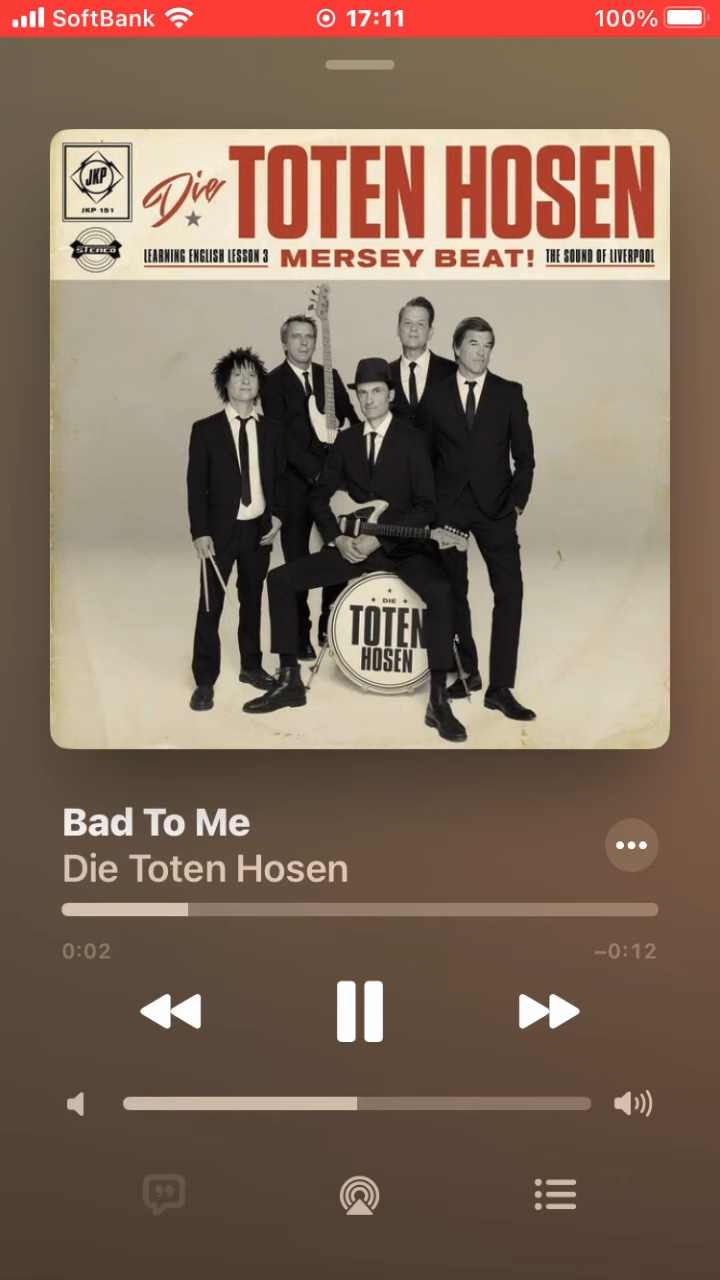 SoftBank 17:11 100%
JKP
JKP 151
STEREO
Die TOTEN HOSEN
LEARNING ENGLISH LESSON 3 MERSEY BEAT! THE SOUND OF LIVERPOOL
DIE
TOTEN
HOSEN
Bad To Me
Die Toten Hosen
0:02 −0:12